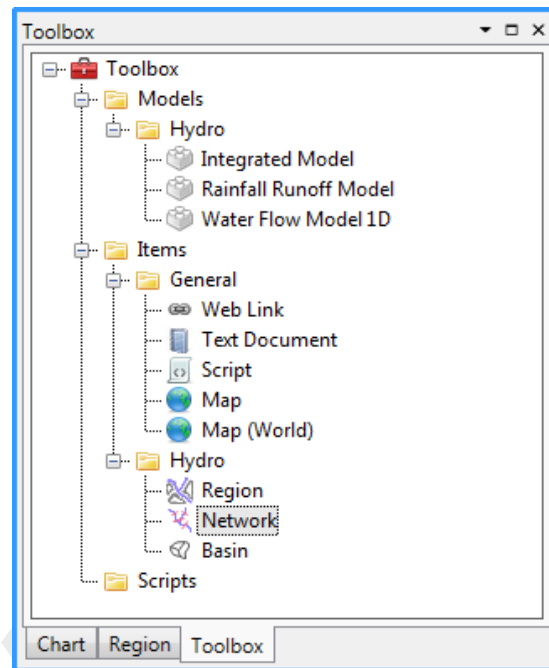 Toolbox
Toolbox
Models
Hydro
Integrated Model
Rainfall Runoff Model
Water Flow Model 1D
Items
General
Web Link
Text Document
Script
Map
Map (World)
Hydro
Region
Network
Basin
Scripts
Chart Region Toolbox